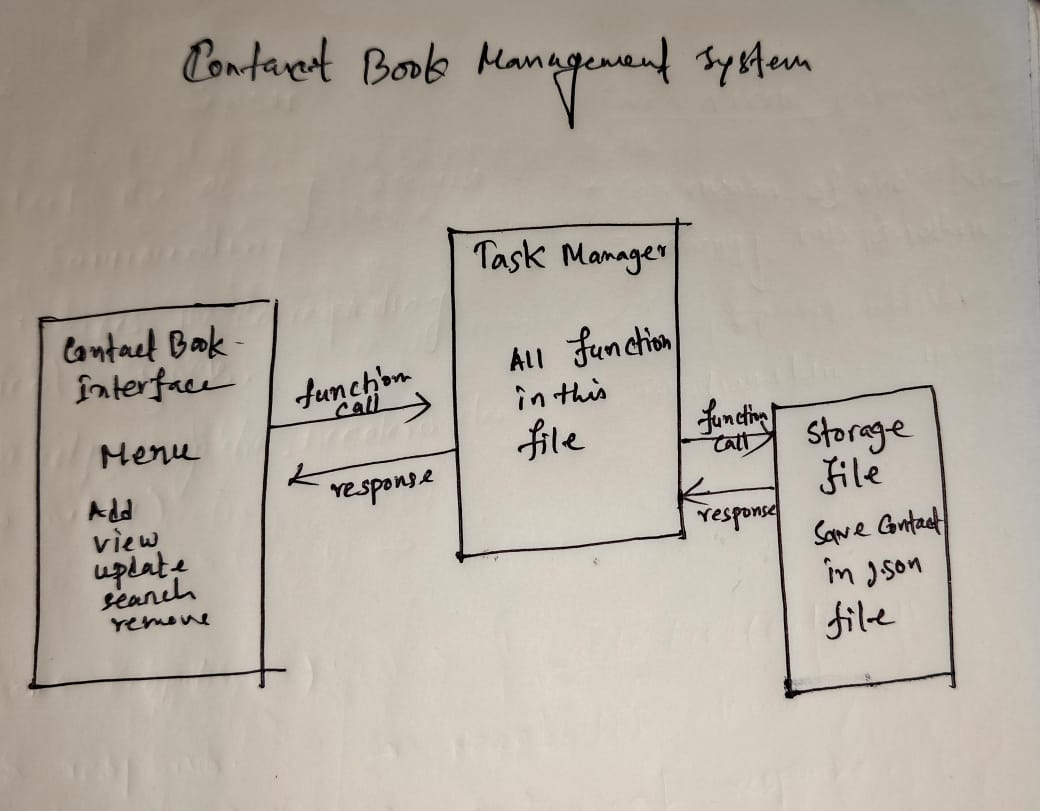 Contact Book Management System
Task Manager
All function
in this
file
Contact Book
Interface
Menu
Add
view
update
search
remove
function
call
response
function
call
response
Storage
file
Save Contact
in Json
file